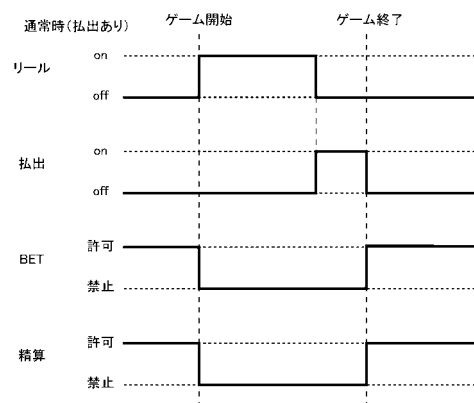 通常時(払出あり)
ゲーム開始
ゲーム終了
リール
on
off
払出
on
off
BET
許可
禁止
精算
許可
禁止